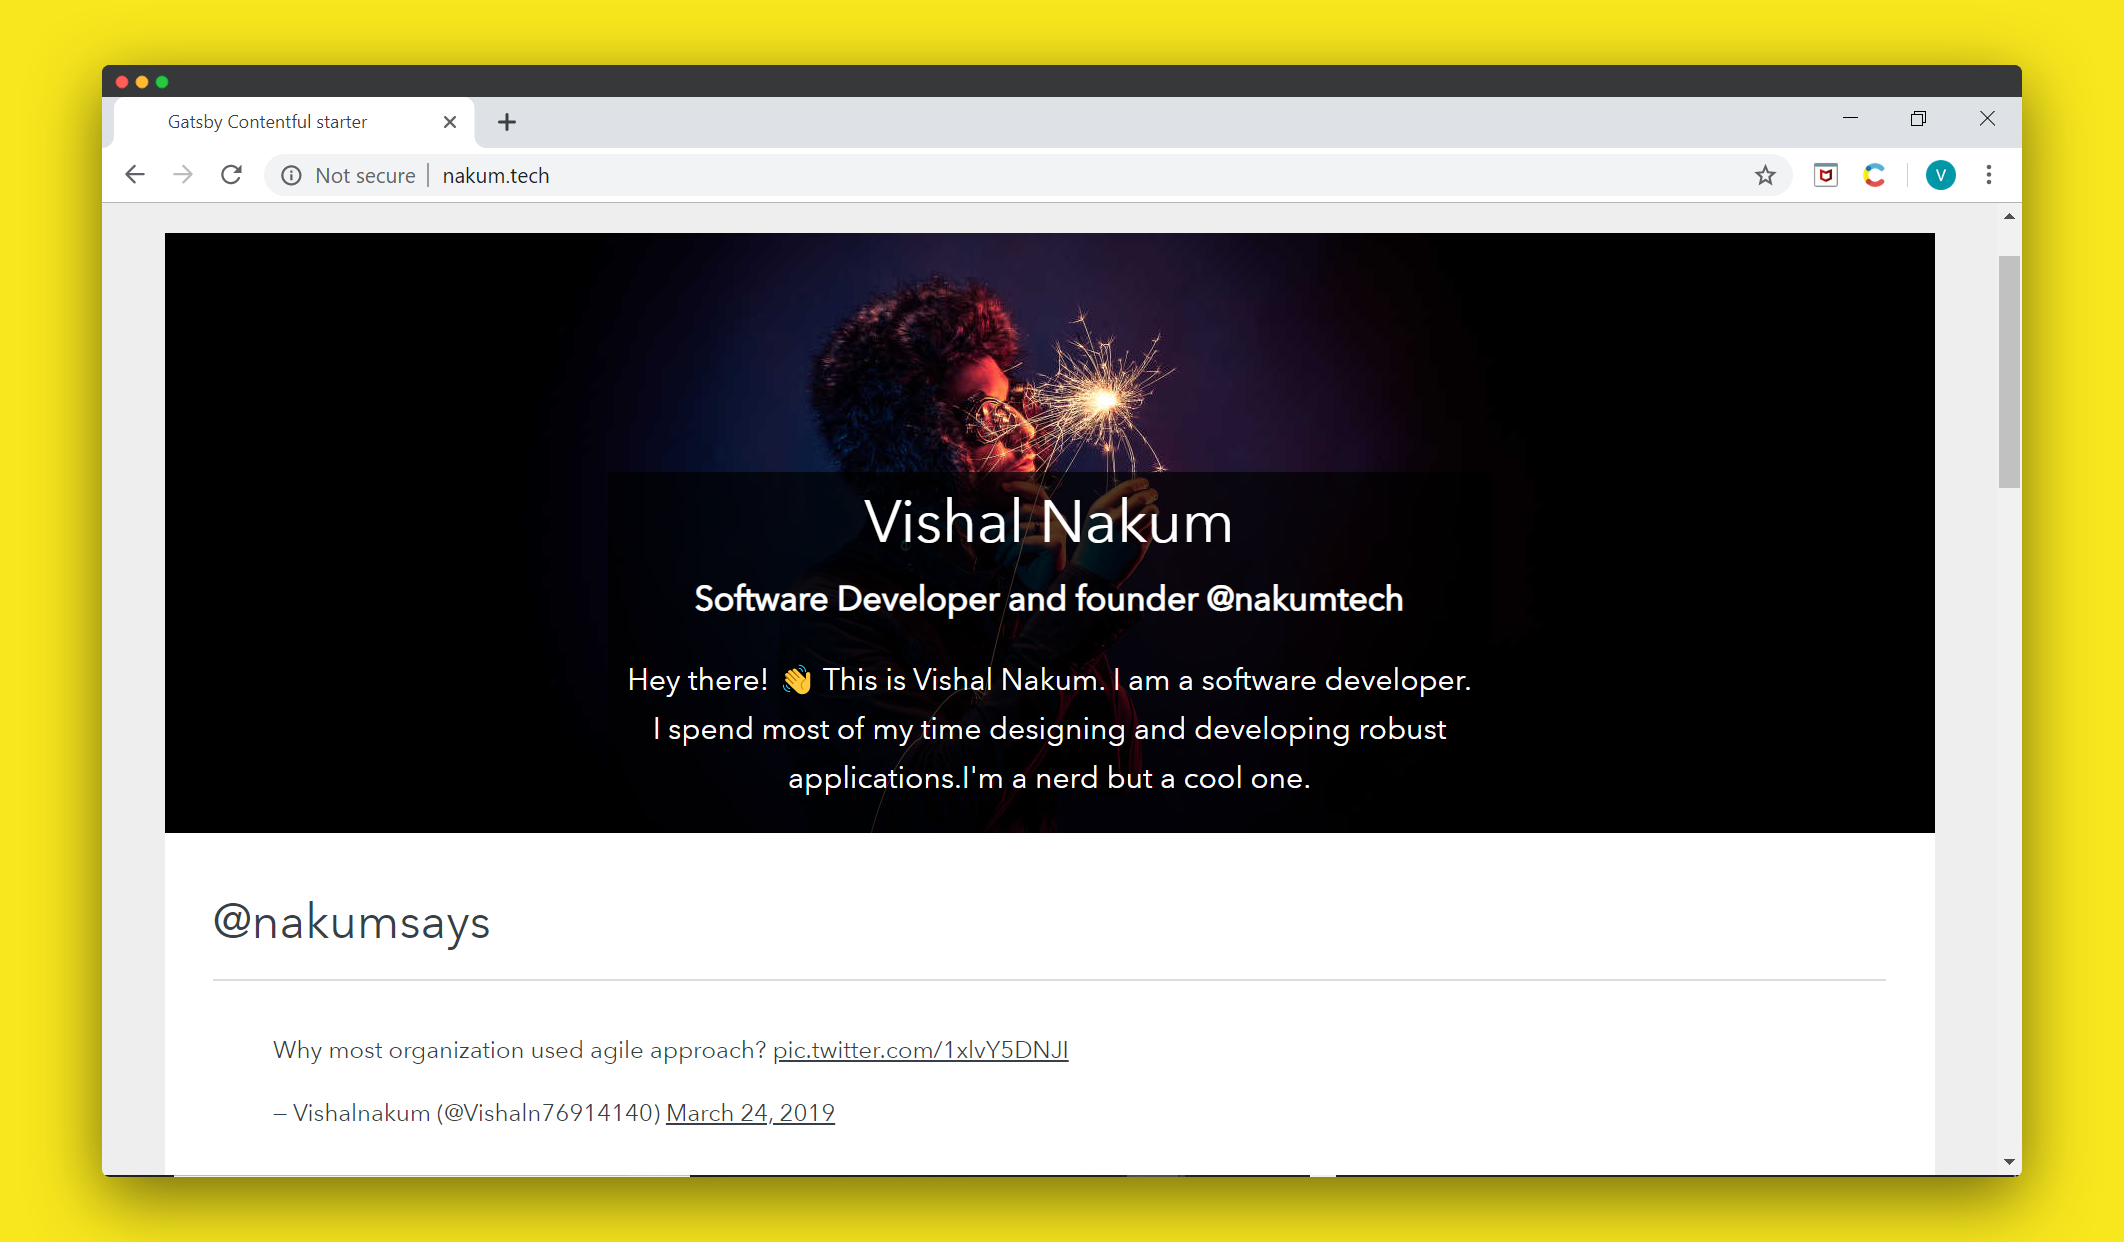 Gatsby Contentful starter
Not secure | nakum.tech
V
Vishal Nakum
Software Developer and founder @nakumtech
Hey there! 👋 This is Vishal Nakum. I am a software developer.
I spend most of my time designing and developing robust
applications.I'm a nerd but a cool one.
@nakumsays
Why most organization used agile approach? pic.twitter.com/1xlvY5DNJI
— Vishalnakum (@Vishaln76914140) March 24, 2019